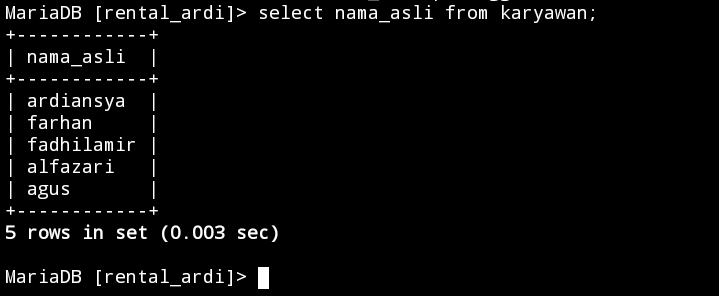 MariaDB [rental_ardi]> select nama_asli from karyawan;
+------------+
| nama_asli  |
+------------+
| ardiansya  |
| farhan     |
| fadhilamir |
| alfazari   |
| agus       |
+------------+
5 rows in set (0.003 sec)
MariaDB [rental_ardi]>